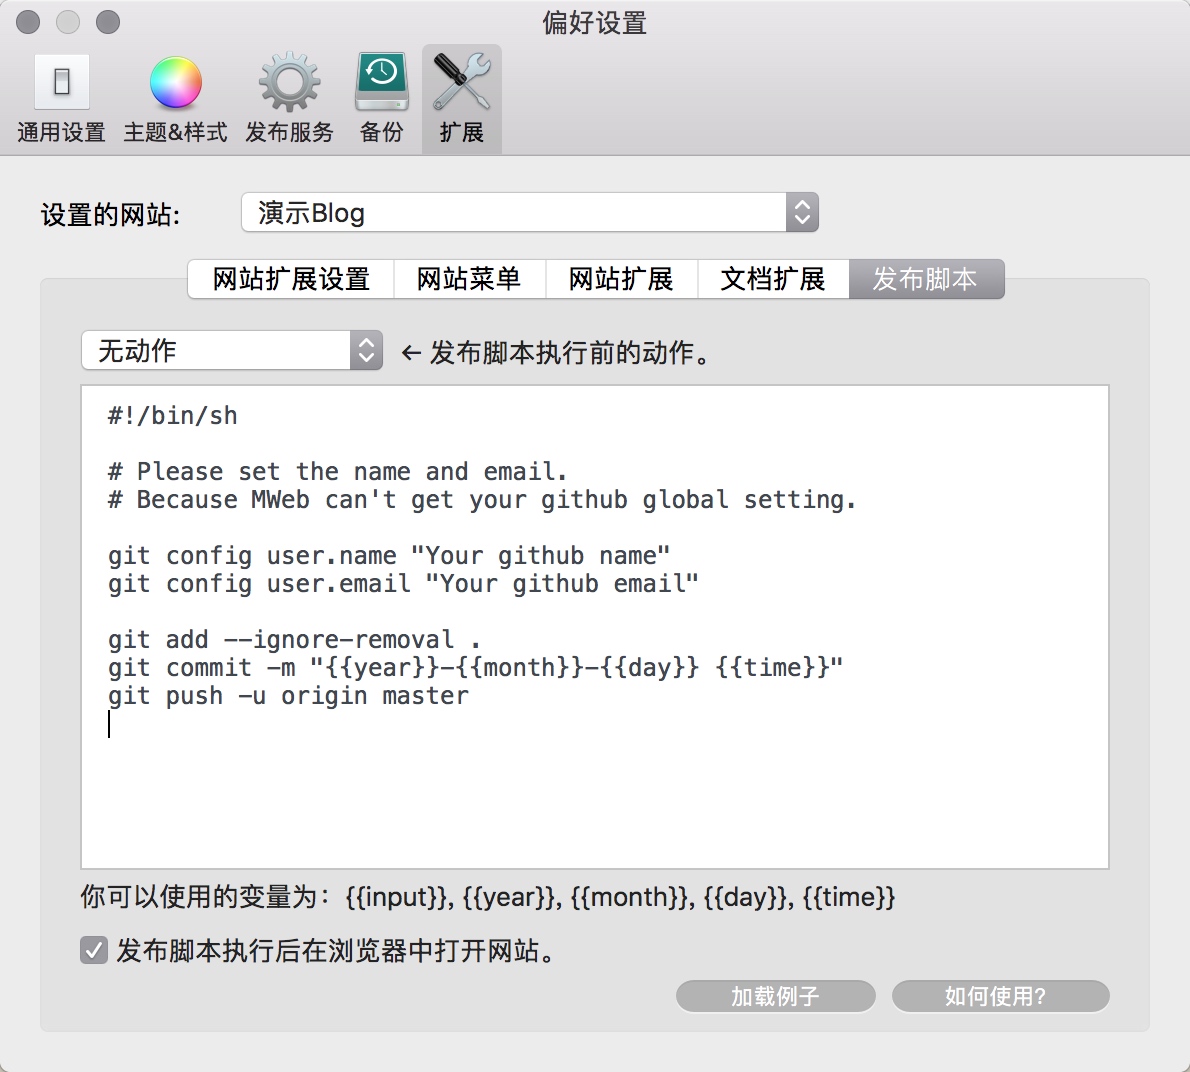 偏好设置
通用设置 主题&样式 发布服务 备份 扩展
设置的网站: 演示Blog
网站扩展设置 网站菜单 网站扩展 文档扩展 发布脚本
无动作 ← 发布脚本执行前的动作。
#!/bin/sh
# Please set the name and email.
# Because MWeb can't get your github global setting.
git config user.name "Your github name"
git config user.email "Your github email"
git add --ignore-removal .
git commit -m "{{year}}-{{month}}-{{day}} {{time}}"
git push -u origin master
你可以使用的变量为：{{input}}, {{year}}, {{month}}, {{day}}, {{time}}
发布脚本执行后在浏览器中打开网站。
加载例子 如何使用?